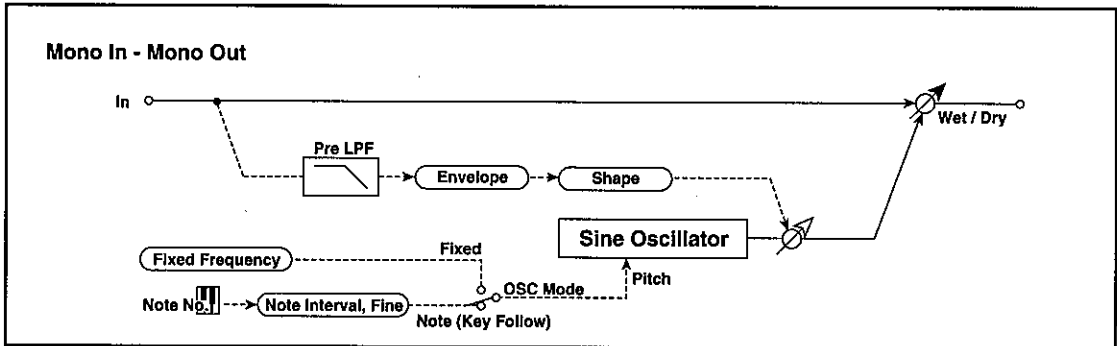 Mono In - Mono Out
In
Wet / Dry
Pre LPF
Envelope
Shape
Sine Oscillator
Fixed Frequency
Fixed
Pitch
OSC Mode
Note No.
Note Interval, Fine
Note (Key Follow)